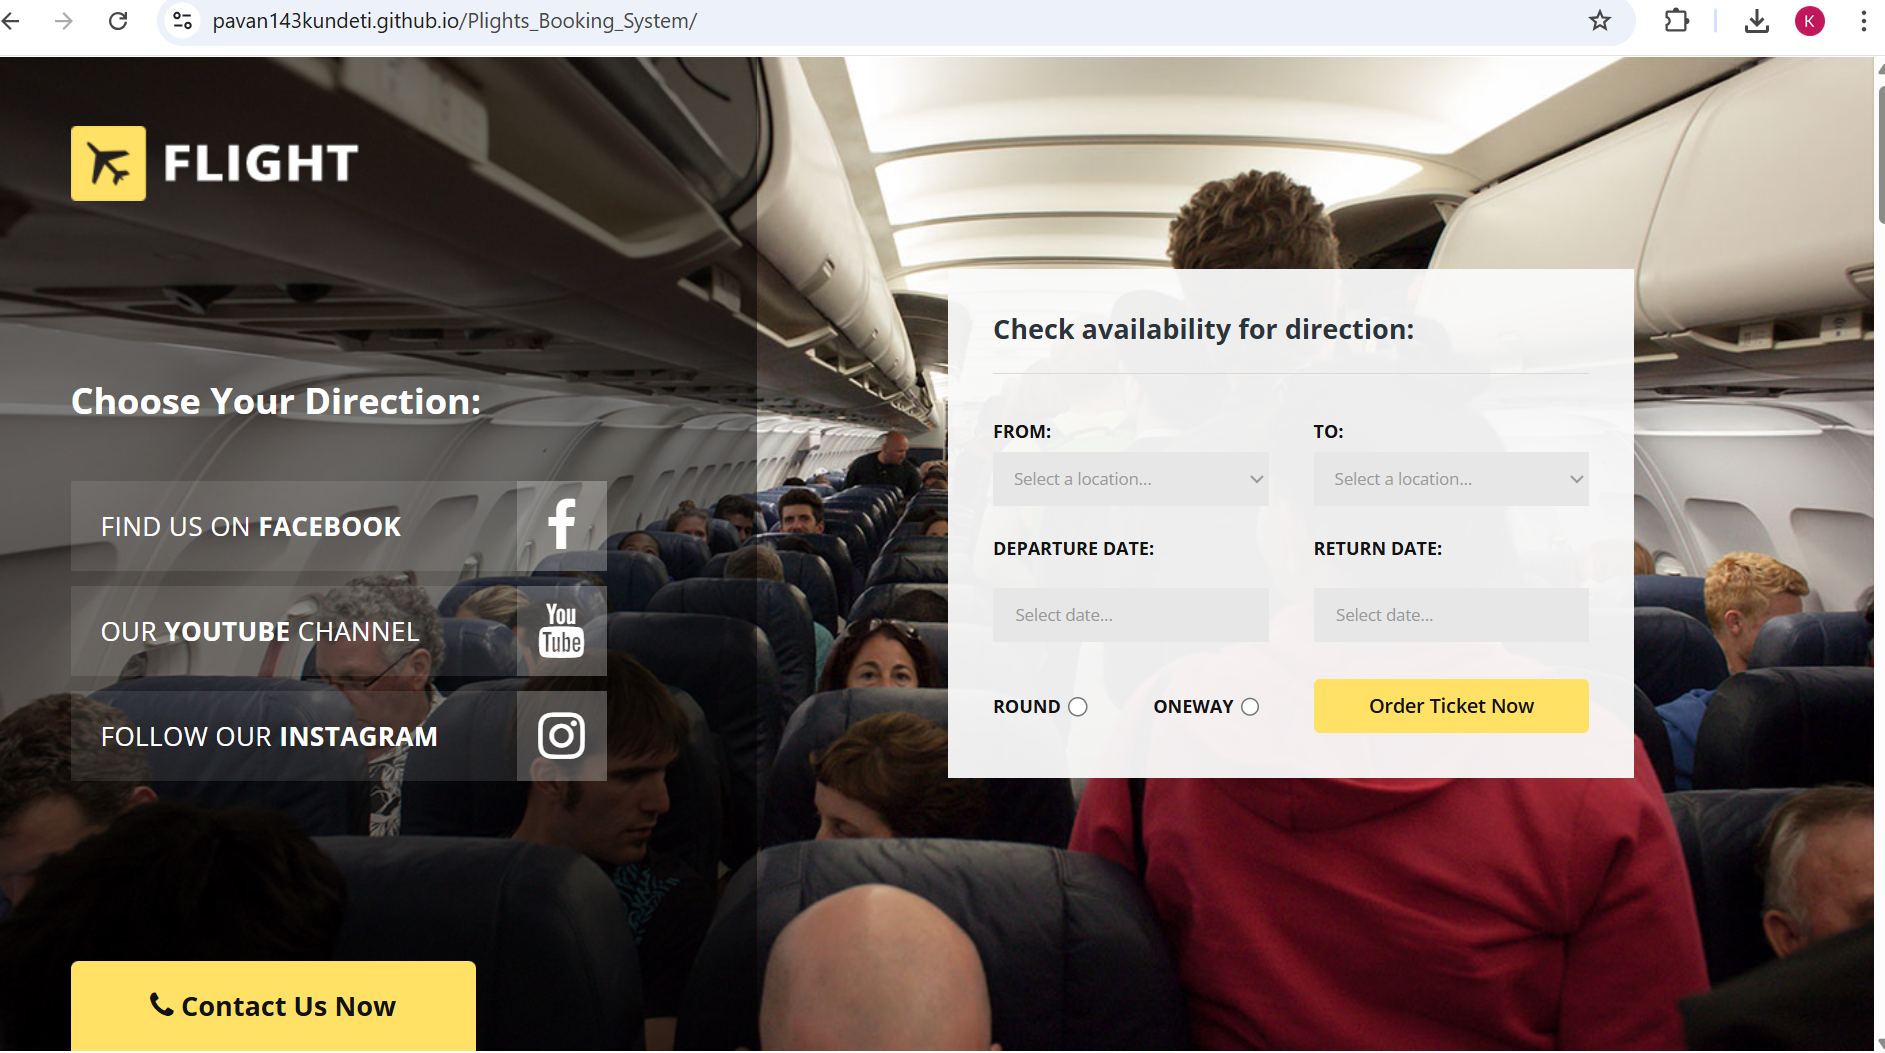 pavan143kundeti.github.io/Plights_Booking_System/
K
FLIGHT
Choose Your Direction:
FIND US ON FACEBOOK
OUR YOUTUBE CHANNEL
You
Tube
FOLLOW OUR INSTAGRAM
Contact Us Now
Check availability for direction:
FROM:
TO:
Select a location...
Select a location...
DEPARTURE DATE:
RETURN DATE:
Select date...
Select date...
ROUND
ONEWAY
Order Ticket Now